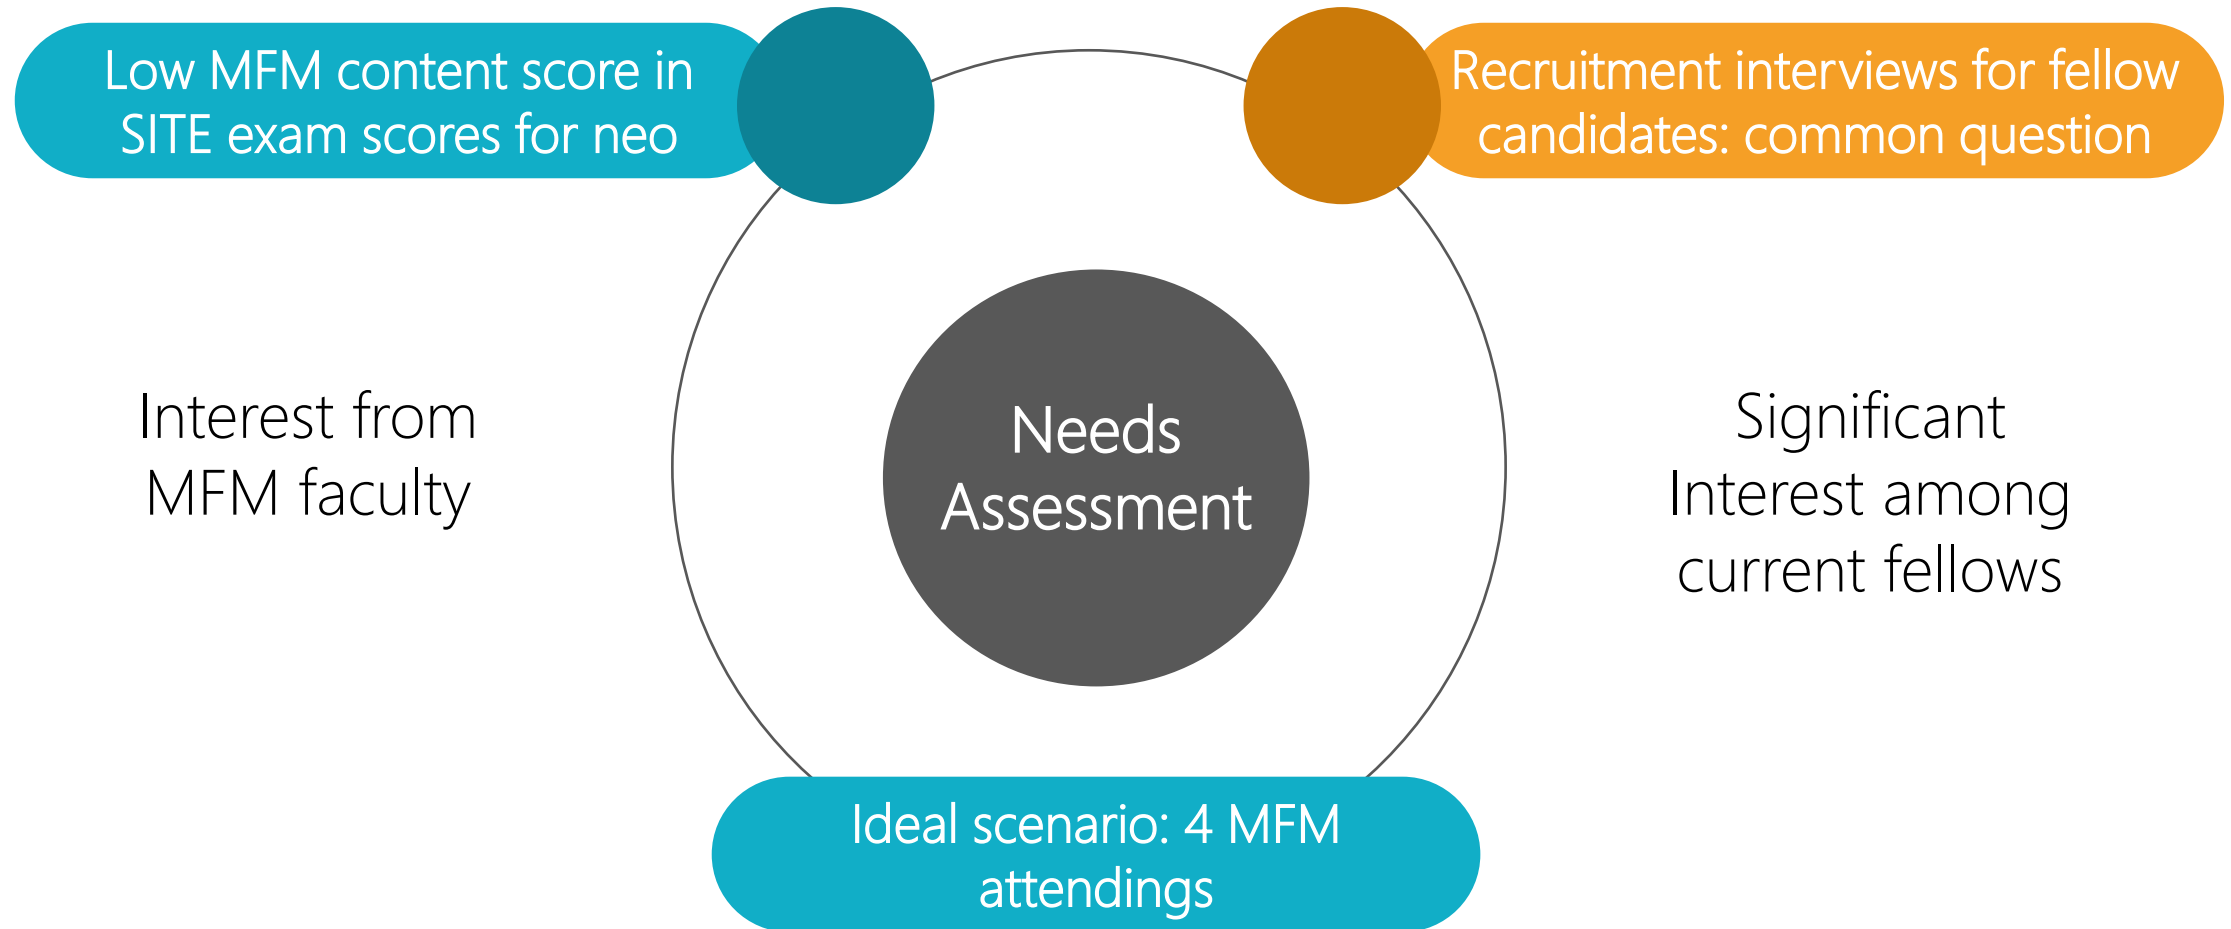 Low MFM content score in
SITE exam scores for neo
Recruitment interviews for fellow
candidates: common question
Interest from
MFM faculty
Needs
Assessment
Significant
Interest among
current fellows
Ideal scenario: 4 MFM
attendings